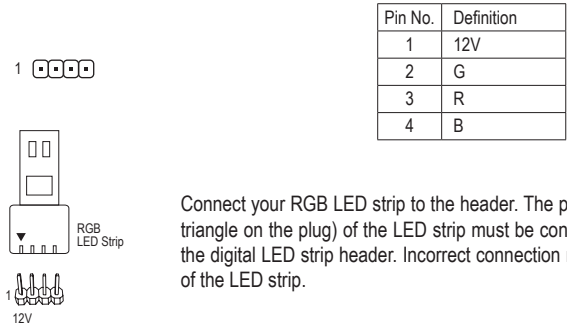 Pin No. Definition
1 12V
2 G
3 R
4 B
1
RGB
LED Strip
1
12V
Connect your RGB LED strip to the header. The p
triangle on the plug) of the LED strip must be con
the digital LED strip header. Incorrect connection
of the LED strip.